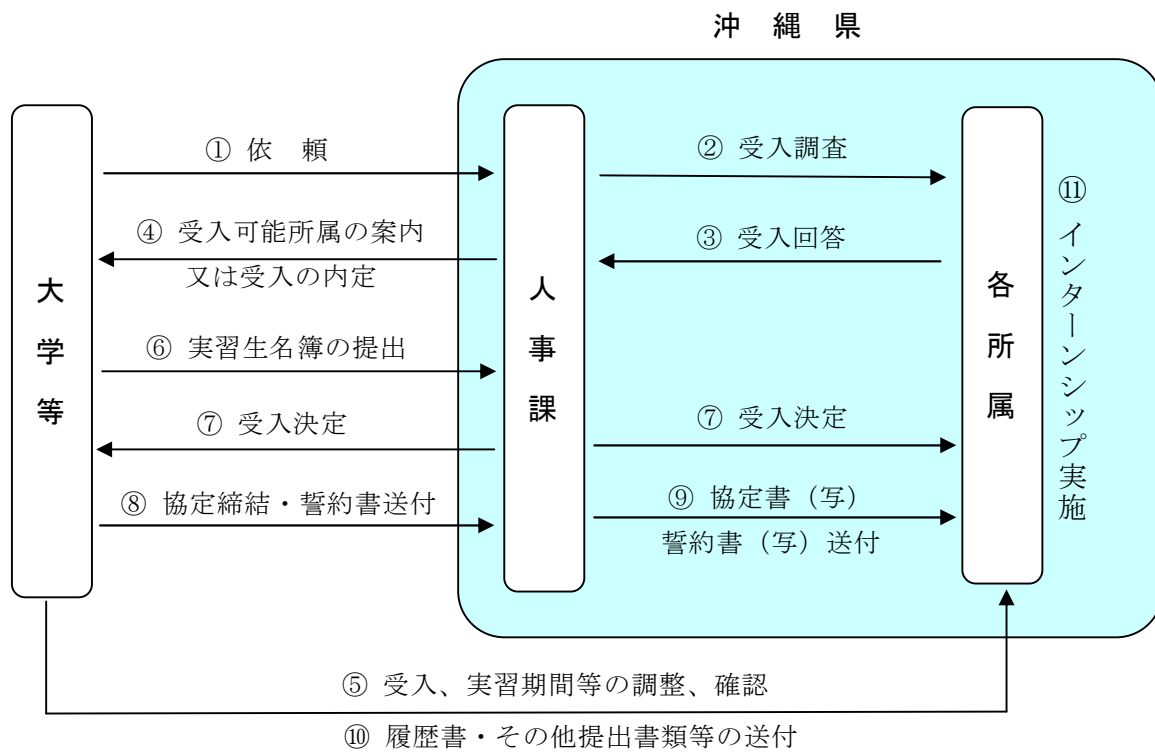 沖　縄　県
① 依　頼
② 受入調査
④ 受入可能所属の案内
又は受入の内定
③ 受入回答
大学等
人事課
各所属
⑪ インターンシップ実施
⑥ 実習生名簿の提出
⑦ 受入決定
⑦ 受入決定
⑧ 協定締結・誓約書送付
⑨ 協定書（写）
誓約書（写）送付
⑤ 受入、実習期間等の調整、確認
⑩ 履歴書・その他提出書類等の送付